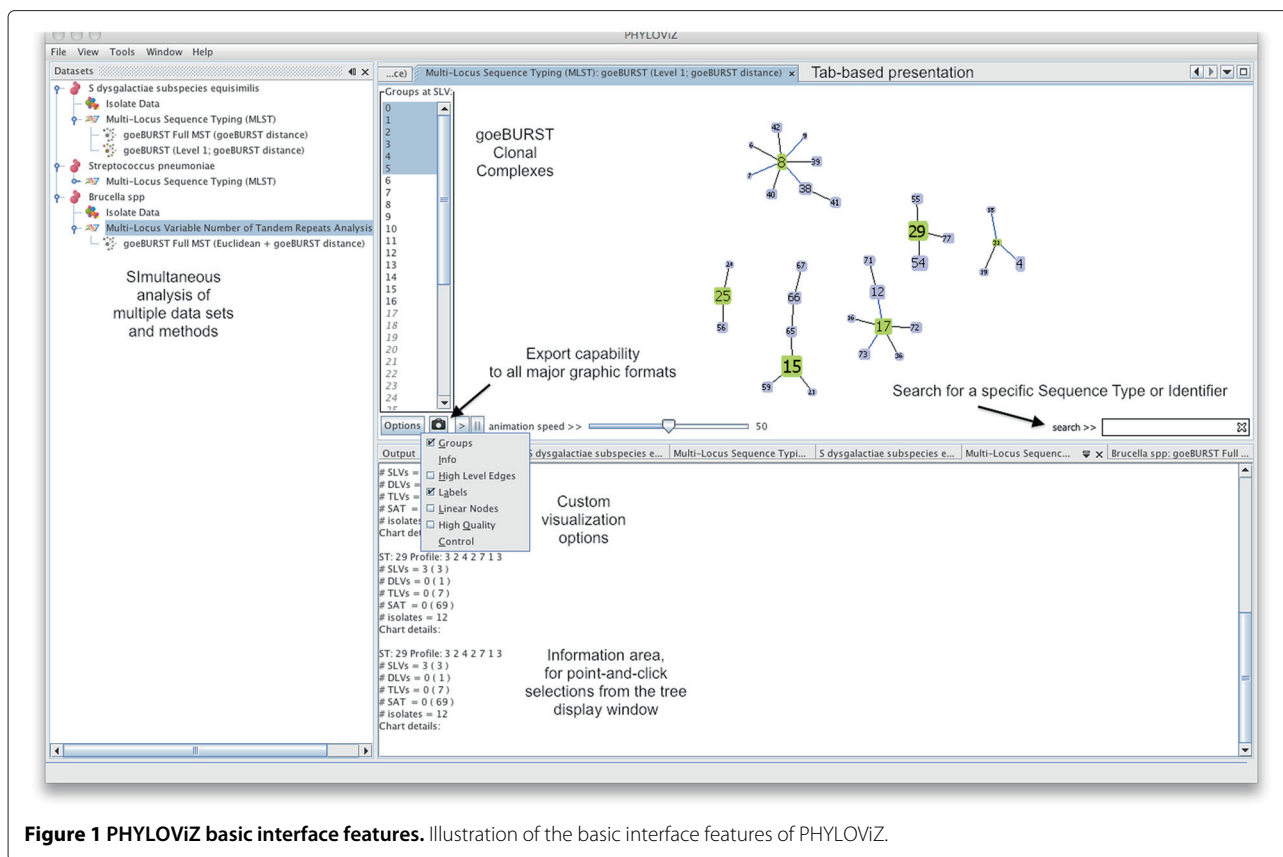 PHYLOViZ
File View Tools Window Help
Datasets
S dysgalactiae subspecies equisimilis
Isolate Data
Multi-Locus Sequence Typing (MLST)
goeBURST Full MST (goeBURST distance)
goeBURST (Level 1; goeBURST distance)
Streptococcus pneumoniae
Multi-Locus Sequence Typing (MLST)
Brucella spp
Isolate Data
Multi-Locus Variable Number of Tandem Repeats Analysis
goeBURST Full MST (Euclidean + goeBURST distance)
SImultaneous
analysis of
multiple data sets
and methods
...ce) Multi-Locus Sequence Typing (MLST): goeBURST (Level 1; goeBURST distance) x
Tab-based presentation
Groups at SLV:
0
1
2
3
4
5
6
7
8
9
10
11
12
13
14
15
16
17
18
19
20
21
22
23
24
25
goeBURST
Clonal
Complexes
42
9
6
8
39
7
40
38
41
55
29
77
54
4
25
56
67
66
65
15
59
71
12
17
72
73
36
Export capability
to all major graphic formats
Search for a specific Sequence Type or Identifier
Options > || animation speed >> 50 search >>
Groups
Info
High Level Edges
Labels
Linear Nodes
High Quality
Control
Output S dysgalactiae subspecies e... Multi-Locus Sequence Typi... S dysgalactiae subspecies e... Multi-Locus Sequenc... x Brucella spp: goeBURST Full ...
# SLVs =
# DLVs =
# TLVs =
# SAT =
# isolates
Chart det
Custom
visualization
options
ST: 29 Profile: 3 2 4 2 7 1 3
# SLVs = 3 ( 3 )
# DLVs = 0 ( 1 )
# TLVs = 0 ( 7 )
# SAT = 0 ( 69 )
# isolates = 12
Chart details:
ST: 29 Profile: 3 2 4 2 7 1 3
# SLVs = 3 ( 3 )
# DLVs = 0 ( 1 )
# TLVs = 0 ( 7 )
# SAT = 0 ( 69 )
# isolates = 12
Chart details:
Information area,
for point-and-click
selections from the tree
display window
Figure 1 PHYLOViZ basic interface features. Illustration of the basic interface features of PHYLOViZ.